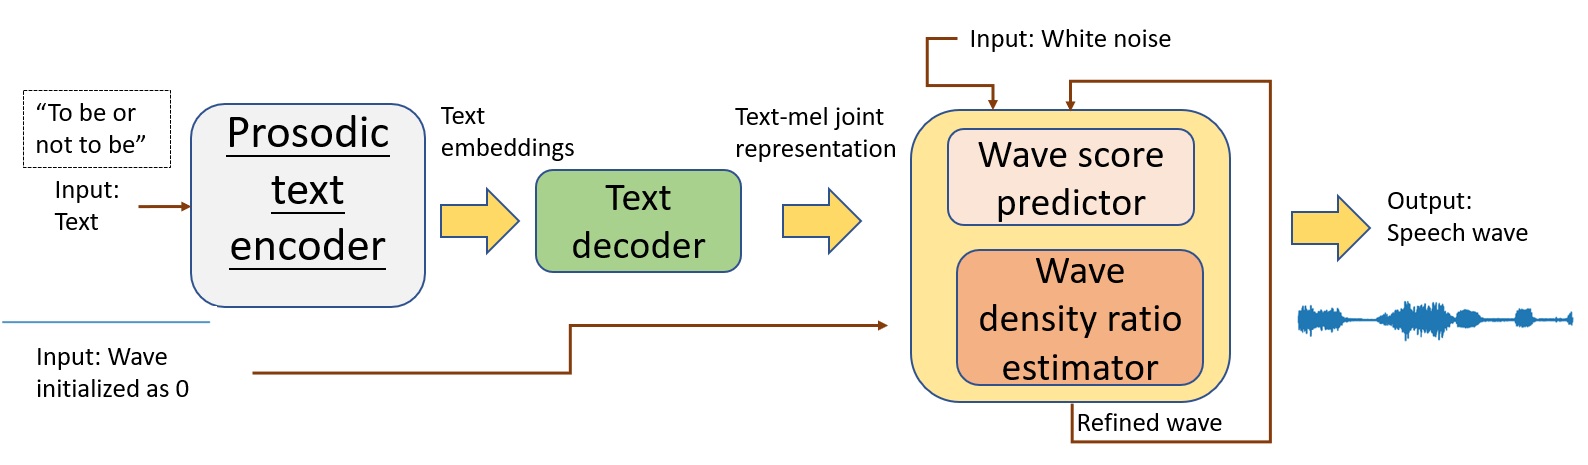 “To be or
not to be”
Input:
Text
Prosodic
text
encoder
Text
embeddings
Text
decoder
Text-mel joint
representation
Input: White noise
Wave score
predictor
Wave
density ratio
estimator
Refined wave
Output:
Speech wave
Input: Wave
initialized as 0